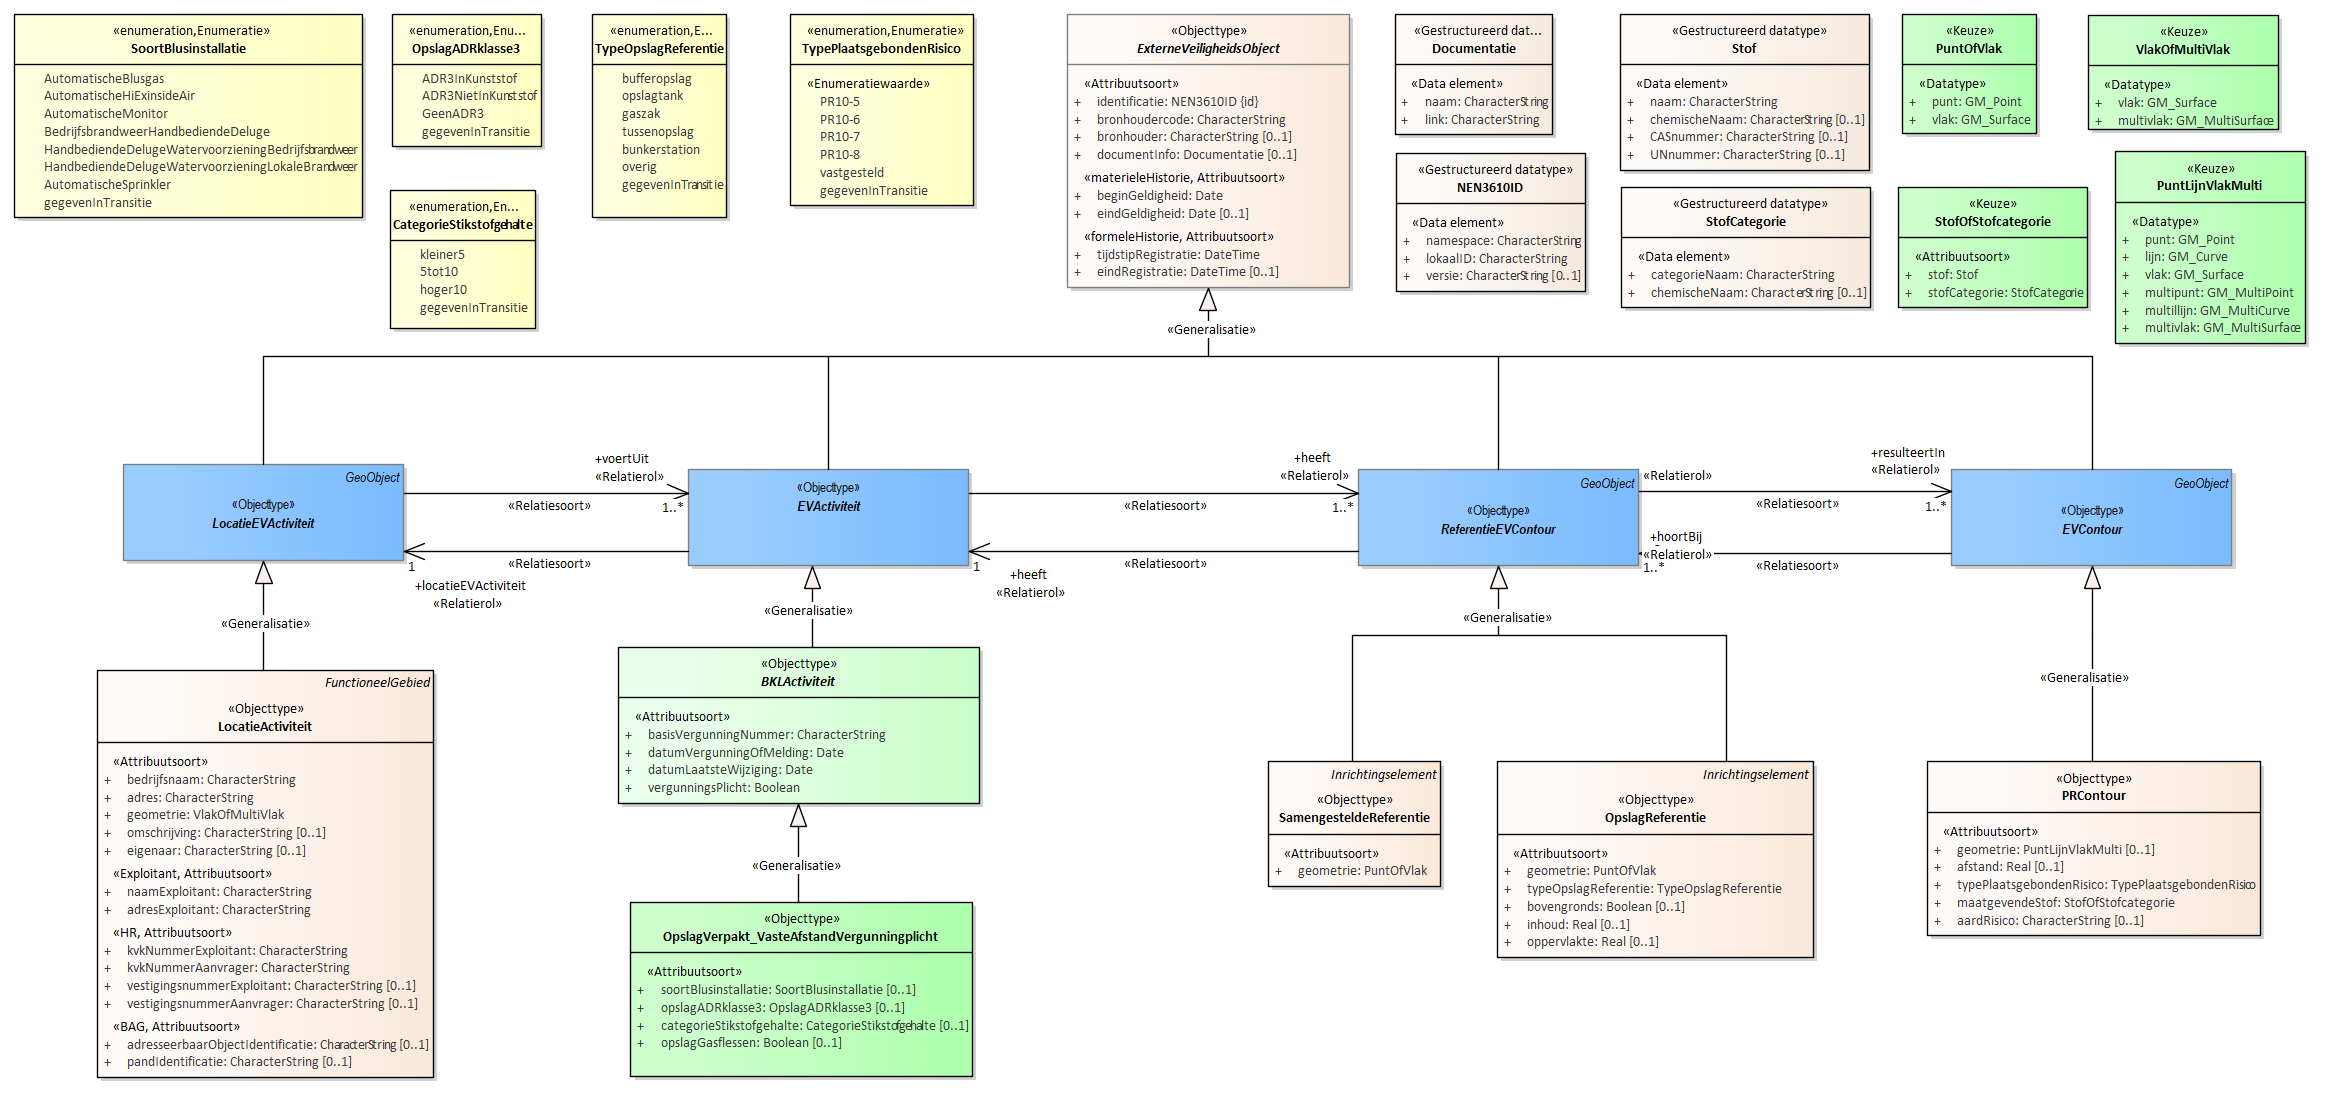 «enumeration,Enumeratie»
SoortBlusinstallatie
AutomatischeBlusgas
AutomatischeHiExinsideAir
AutomatischeMonitor
BedrijfsbrandweerHandbediendeDeluge
HandbediendeDelugeWatervoorzieningBedrijfsbrandweer
HandbediendeDelugeWatervoorzieningLokaleBrandweer
AutomatischeSprinkler
gegevenInTransitie
«enumeration,Enu...
OpslagADRklasse3
ADR3InKunststof
ADR3NietInKunststof
GeenADR3
gegevenInTransitie
«enumeration,En...
CategorieStikstofgehalte
kleiner5
5tot10
hoger10
gegevenInTransitie
«enumeration,E...
TypeOpslagReferentie
bufferopslag
opslagtank
gaszak
tussenopslag
bunkerstation
overig
gegevenInTransitie
«enumeration,Enumeratie»
TypePlaatsgebondenRisico
«Enumeratiewaarde»
PR10-5
PR10-6
PR10-7
PR10-8
vastgesteld
gegevenInTransitie
«Objecttype»
ExterneVeiligheidsObject
«Attribuutsoort»
+ identificatie: NEN3610ID {id}
+ bronhoudercode: CharacterString
+ bronhouder: CharacterString [0..1]
+ documentInfo: Documentatie [0..1]
«materieleHistorie, Attribuutsoort»
+ beginGeldigheid: Date
+ eindGeldigheid: Date [0..1]
«formeleHistorie, Attribuutsoort»
+ tijdstipRegistratie: DateTime
+ eindRegistratie: DateTime [0..1]
«Gestructureerd dat...
Documentatie
«Data element»
+ naam: CharacterString
+ link: CharacterString
«Gestructureerd datatype»
NEN3610ID
«Data element»
+ namespace: CharacterString
+ lokaalID: CharacterString
+ versie: CharacterString [0..1]
«Gestructureerd datatype»
Stof
«Data element»
+ naam: CharacterString
+ chemischeNaam: CharacterString [0..1]
+ CASnummer: CharacterString [0..1]
+ UNnummer: CharacterString [0..1]
«Gestructureerd datatype»
StofCategorie
«Data element»
+ categorieNaam: CharacterString
+ chemischeNaam: CharacterString [0..1]
«Keuze»
PuntOfVlak
«Datatype»
+ punt: GM_Point
+ vlak: GM_Surface
«Keuze»
StofOfStofcategorie
«Attribuutsoort»
+ stof: Stof
+ stofCategorie: StofCategorie
«Keuze»
VlakOfMultiVlak
«Datatype»
+ vlak: GM_Surface
+ multivlak: GM_MultiSurface
«Keuze»
PuntLijnVlakMulti
«Datatype»
+ punt: GM_Point
+ lijn: GM_Curve
+ vlak: GM_Surface
+ multipunt: GM_MultiPoint
+ multilijn: GM_MultiCurve
+ multivlak: GM_MultiSurface
«Generalisatie»
GeoObject
«Objecttype»
LocatieEVActiviteit
+voertUit
«Relatierol»
«Relatiesoort»
1..*
«Relatiesoort»
1
+locatieEVActiviteit
«Relatierol»
«Objecttype»
EVActiviteit
+heeft
«Relatierol»
«Relatiesoort»
1..*
«Relatiesoort»
1
+heeft
«Relatierol»
GeoObject
«Objecttype»
ReferentieEVContour
«Relatierol»
+resulteertIn
«Relatierol»
«Relatiesoort»
1..*
+hoortBij
«Relatierol»
1..*
«Relatiesoort»
GeoObject
«Objecttype»
EVContour
«Generalisatie»
«Generalisatie»
«Generalisatie»
«Generalisatie»
FunctioneelGebied
«Objecttype»
LocatieActiviteit
«Attribuutsoort»
+ bedrijfsnaam: CharacterString
+ adres: CharacterString
+ geometrie: VlakOfMultiVlak
+ omschrijving: CharacterString [0..1]
+ eigenaar: CharacterString [0..1]
«Exploitant, Attribuutsoort»
+ naamExploitant: CharacterString
+ adresExploitant: CharacterString
«HR, Attribuutsoort»
+ kvkNummerExploitant: CharacterString
+ kvkNummerAanvrager: CharacterString
+ vestigingsnummerExploitant: CharacterString [0..1]
+ vestigingsnummerAanvrager: CharacterString [0..1]
«BAG, Attribuutsoort»
+ adresseerbaarObjectIdentificatie: CharacterString [0..1]
+ pandIdentificatie: CharacterString [0..1]
«Objecttype»
BKLActiviteit
«Attribuutsoort»
+ basisVergunningNummer: CharacterString
+ datumVergunningOfMelding: Date
+ datumLaatsteWijziging: Date
+ vergunningsPlicht: Boolean
«Generalisatie»
«Objecttype»
OpslagVerpakt_VasteAfstandVergunningplicht
«Attribuutsoort»
+ soortBlusinstallatie: SoortBlusinstallatie [0..1]
+ opslagADRklasse3: OpslagADRklasse3 [0..1]
+ categorieStikstofgehalte: CategorieStikstofgehalte [0..1]
+ opslagGasflessen: Boolean [0..1]
Inrichtingselement
«Objecttype»
SamengesteldeReferentie
«Attribuutsoort»
+ geometrie: PuntOfVlak
Inrichtingselement
«Objecttype»
OpslagReferentie
«Attribuutsoort»
+ geometrie: PuntOfVlak
+ typeOpslagReferentie: TypeOpslagReferentie
+ bovengronds: Boolean [0..1]
+ inhoud: Real [0..1]
+ oppervlakte: Real [0..1]
«Objecttype»
PRContour
«Attribuutsoort»
+ geometrie: PuntLijnVlakMulti [0..1]
+ afstand: Real [0..1]
+ typePlaatsgebondenRisico: TypePlaatsgebondenRisico
+ maatgevendeStof: StofOfStofcategorie
+ aardRisico: CharacterString [0..1]